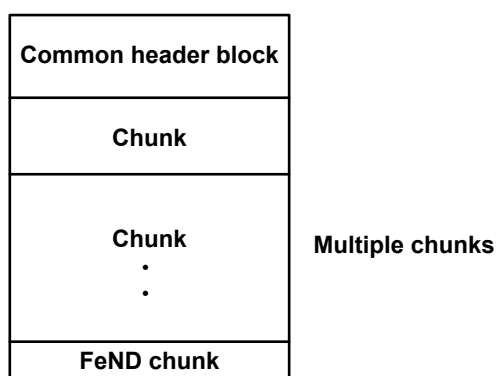 Common header block
Chunk
Chunk
Multiple chunks
FeND chunk